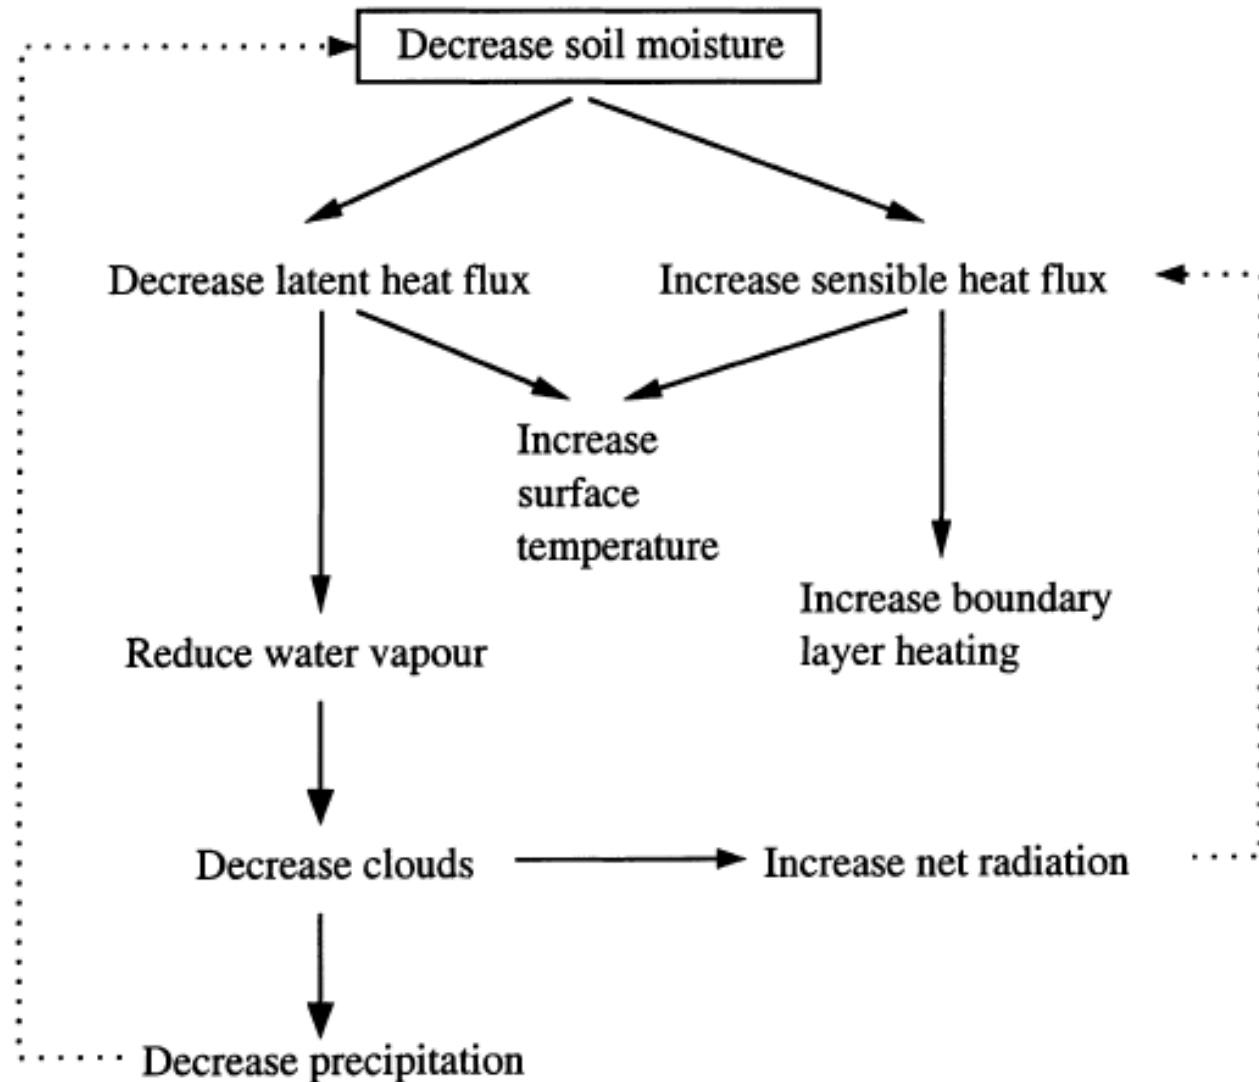 Decrease soil moisture
Decrease latent heat flux
Increase sensible heat flux
Increase
surface
temperature
Increase boundary
layer heating
Reduce water vapour
Decrease clouds
Increase net radiation
Decrease precipitation